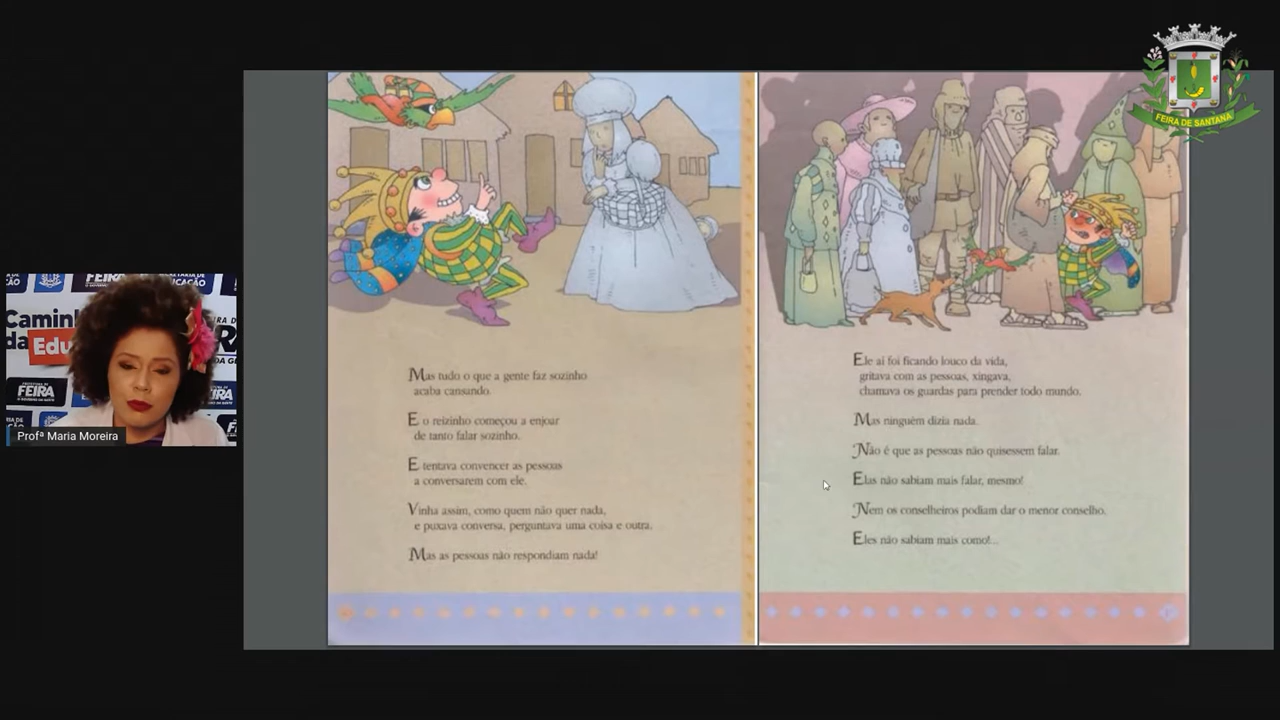 FEIRA DE SANTANA
Mas tudo o que a gente faz sozinho
acaba cansando.
E o reizinho começou a enjoar
de tanto falar sozinho.
E tentava convencer as pessoas
a conversarem com ele.
Vinha assim, como quem não quer nada,
e puxava conversa, perguntava uma coisa e outra.
Mas as pessoas não respondiam nada!
Ele aí foi ficando louco da vida,
gritava com as pessoas, xingava,
chamava os guardas para prender todo mundo.
Mas ninguém dizia nada.
Não é que as pessoas não quisessem falar.
Elas não sabiam mais falar, mesmo!
Nem os conselheiros podiam dar o menor conselho.
Eles não sabiam mais como!...
FEIRA
Camin
da Edu
FEIRA
Profª Maria Moreira